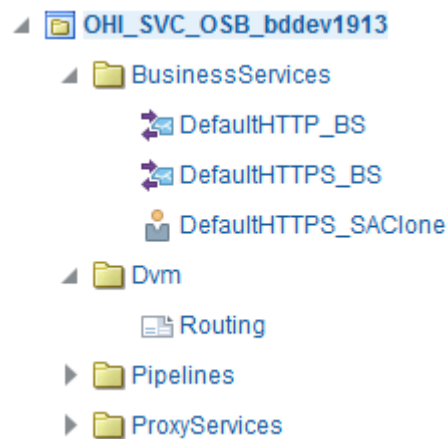 OHI_SVC_OSB_bddev1913
BusinessServices
DefaultHTTP_BS
DefaultHTTPS_BS
DefaultHTTPS_SAClone
Dvm
Routing
Pipelines
ProxyServices